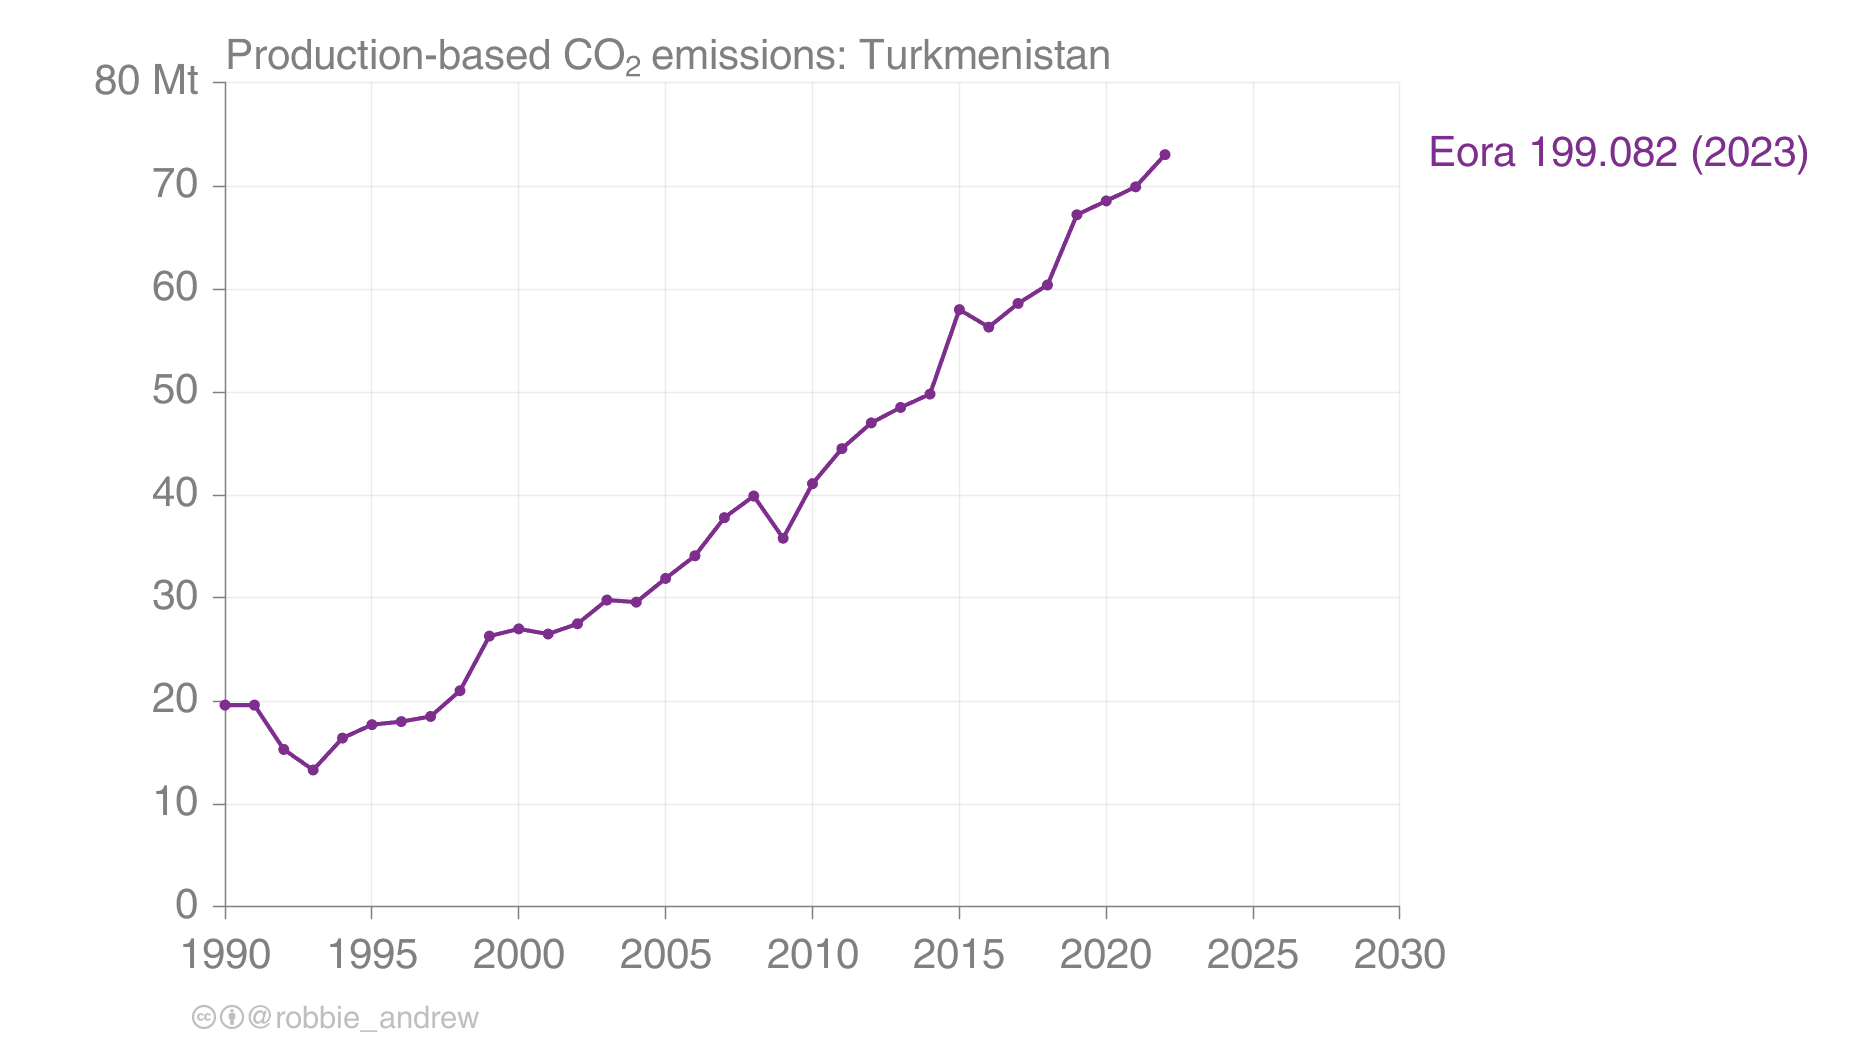 Production-based CO₂ emissions: Turkmenistan
80 Mt
70
60
50
40
30
20
10
0
1990 1995 2000 2005 2010 2015 2020 2025 2030
Eora 199.082 (2023)
cc @robbie_andrew